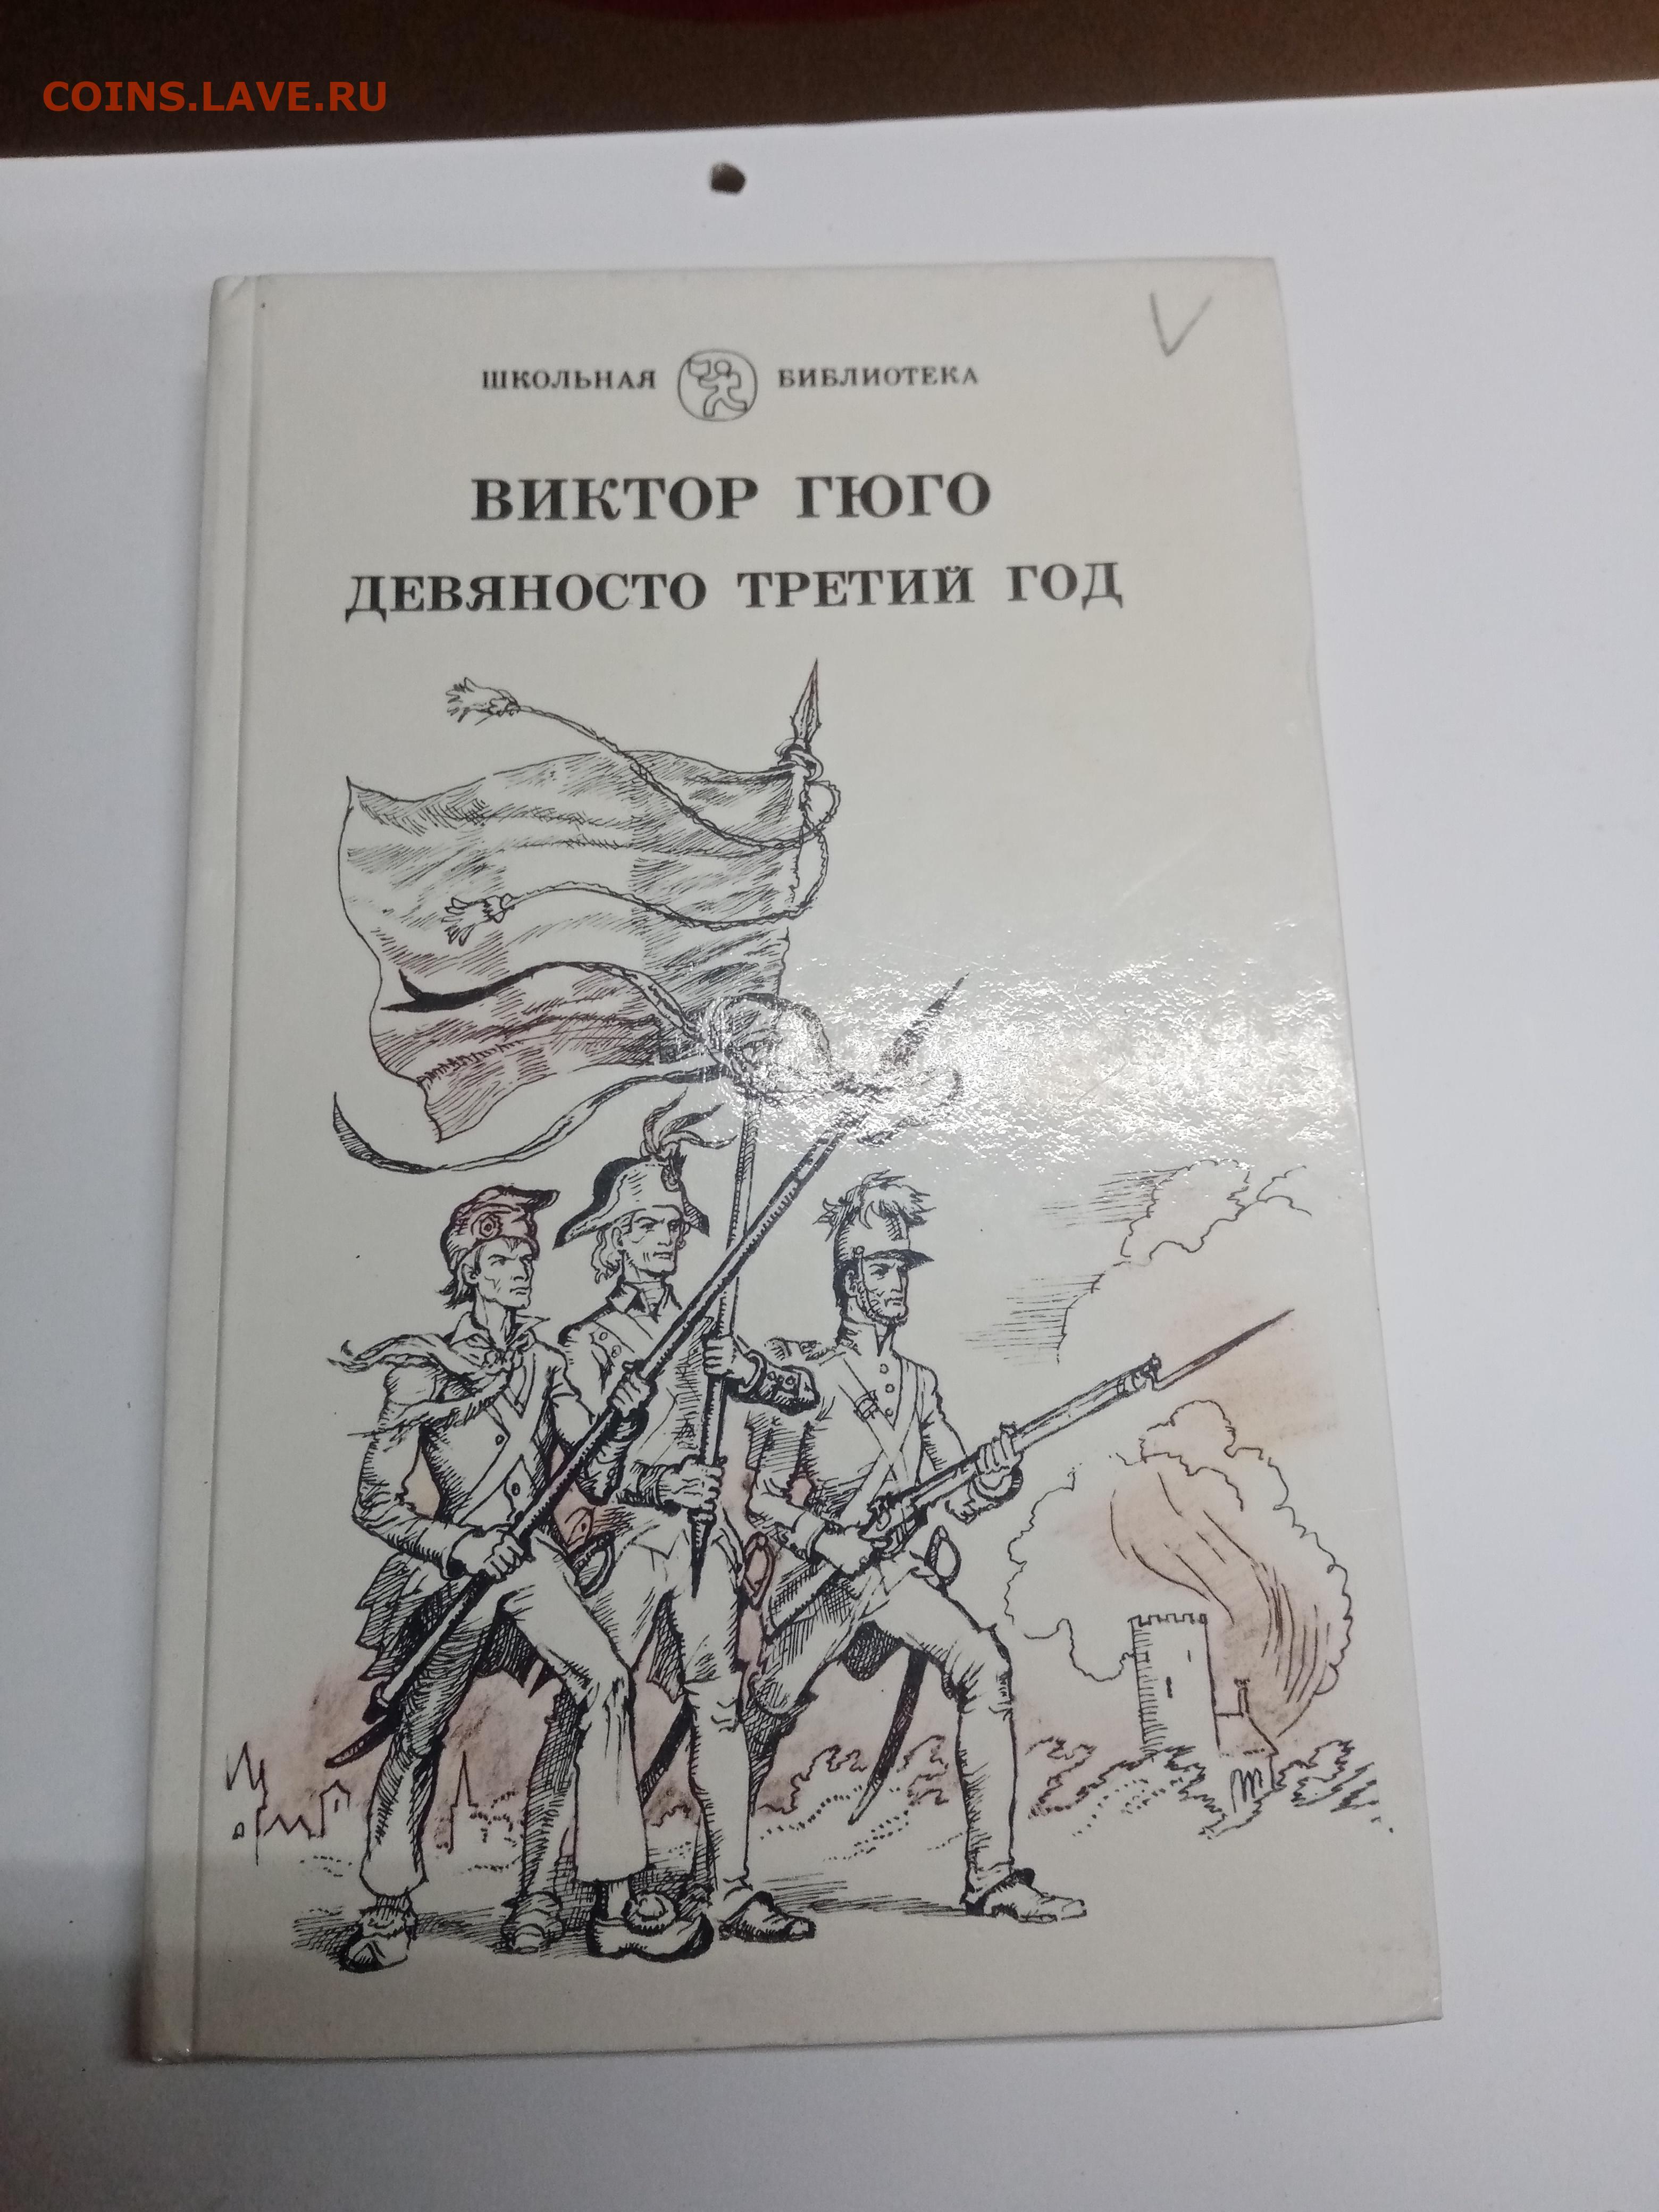 COINS.LAVE.RU
ШКОЛЬНАЯ БИБЛИОТЕКА
ВИКТОР ГЮГО
ДЕВЯНОСТО ТРЕТИЙ ГОД